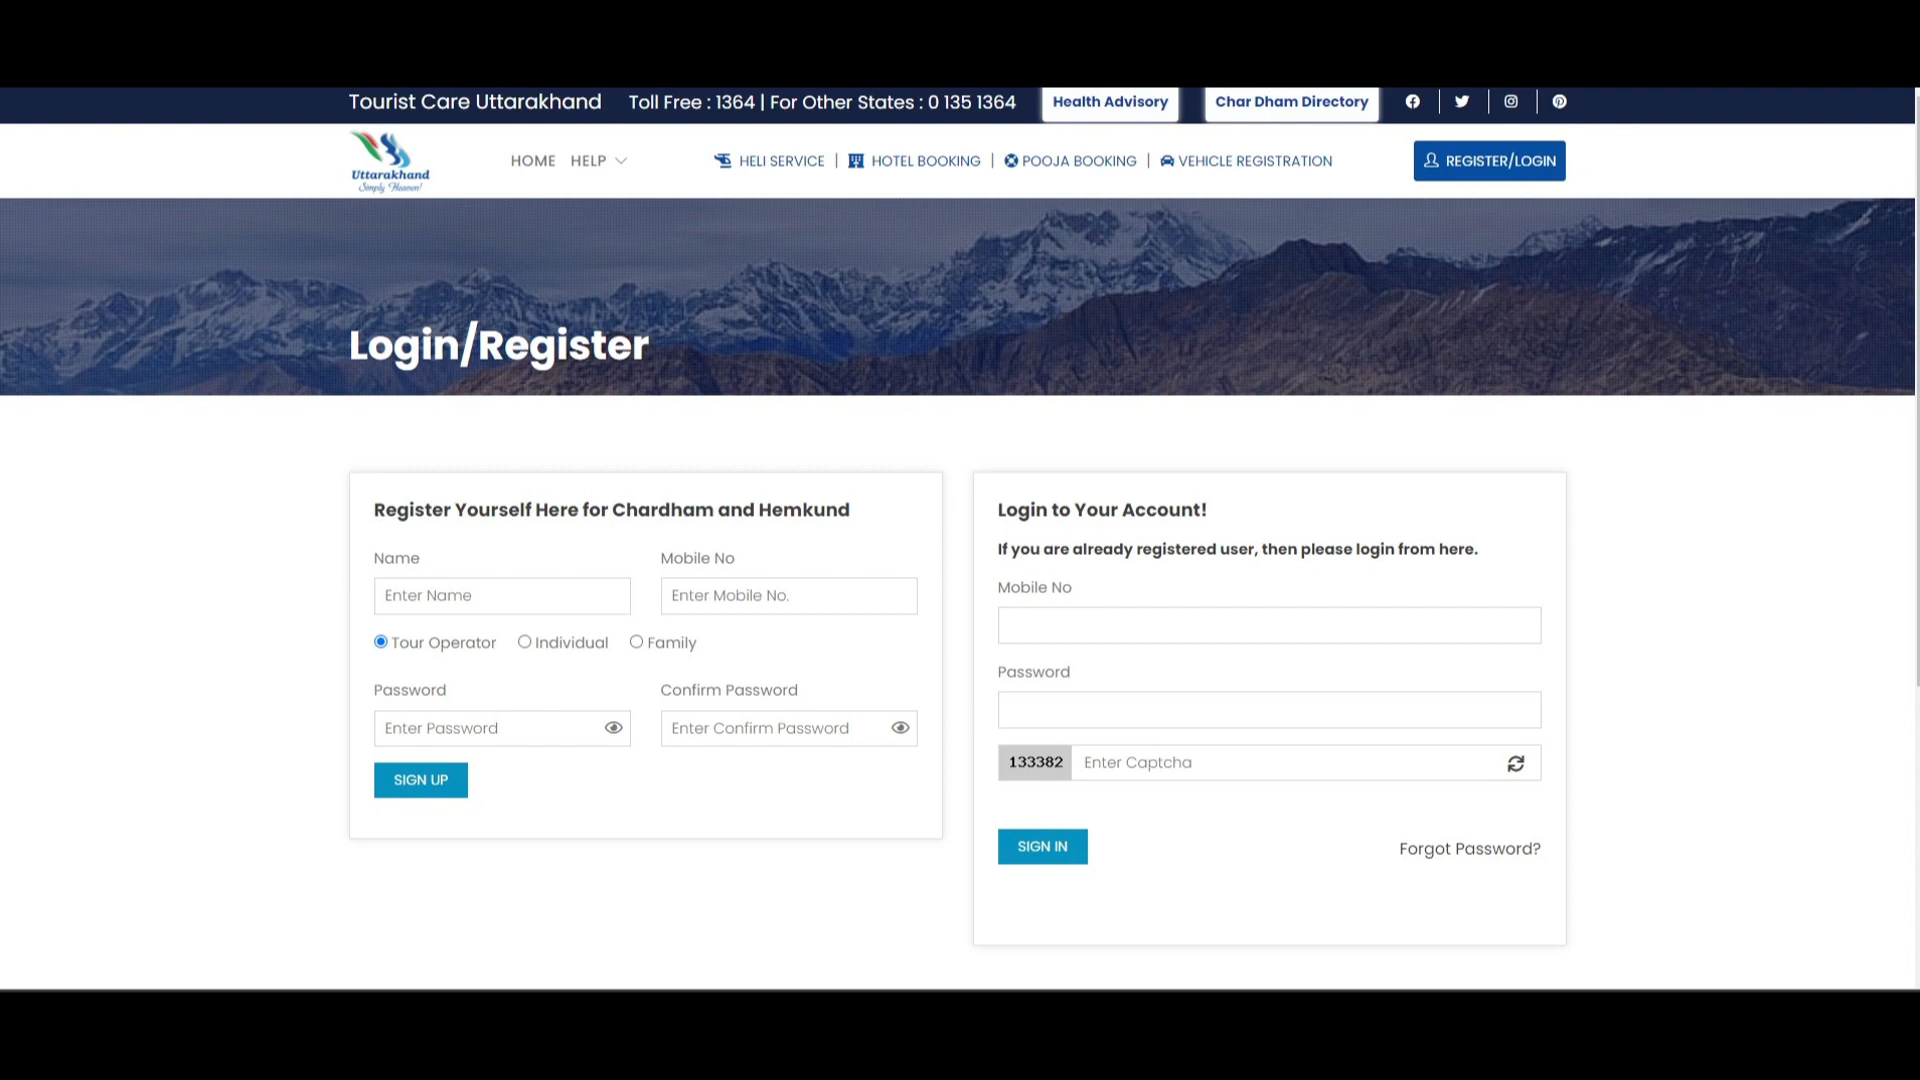 Tourist Care Uttarakhand Toll Free : 1364 | For Other States : 0 135 1364 Health Advisory Char Dham Directory
Uttarakhand
Simply Heaven!
HOME HELP HELI SERVICE | HOTEL BOOKING | POOJA BOOKING | VEHICLE REGISTRATION REGISTER/LOGIN
Login/Register
Register Yourself Here for Chardham and Hemkund
Name Mobile No
Enter Name Enter Mobile No.
Tour Operator Individual Family
Password Confirm Password
Enter Password Enter Confirm Password
SIGN UP
Login to Your Account!
If you are already registered user, then please login from here.
Mobile No
Password
133382 Enter Captcha
SIGN IN Forgot Password?